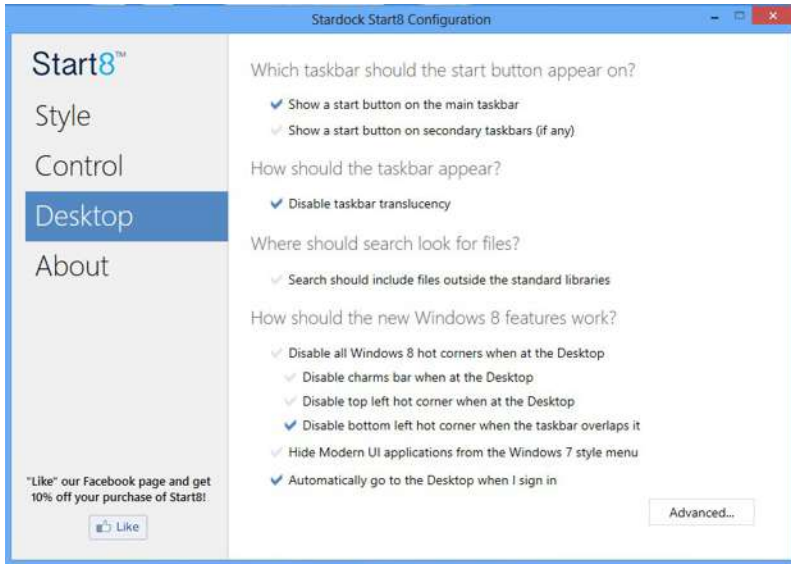 Stardock Start8 Configuration
Start8™
Style
Control
Desktop
About
"Like" our Facebook page and get
10% off your purchase of Start8!
Like
Which taskbar should the start button appear on?
Show a start button on the main taskbar
Show a start button on secondary taskbars (if any)
How should the taskbar appear?
Disable taskbar translucency
Where should search look for files?
Search should include files outside the standard libraries
How should the new Windows 8 features work?
Disable all Windows 8 hot corners when at the Desktop
Disable charms bar when at the Desktop
Disable top left hot corner when at the Desktop
Disable bottom left hot corner when the taskbar overlaps it
Hide Modern UI applications from the Windows 7 style menu
Automatically go to the Desktop when I sign in
Advanced...